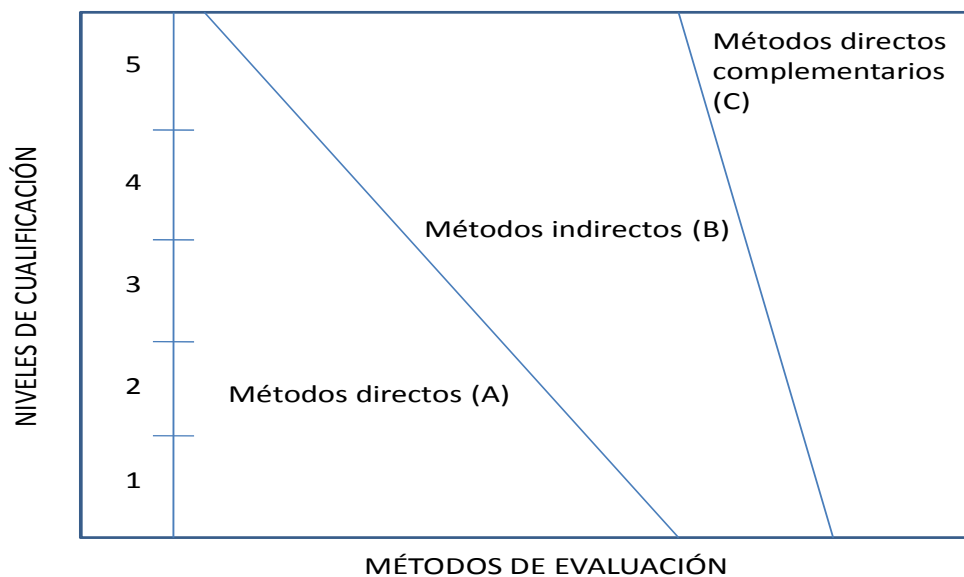 NIVELES DE CUALIFICACIÓN
5
4
3
2
1
Métodos directos
complementarios
(C)
Métodos indirectos (B)
Métodos directos (A)
MÉTODOS DE EVALUACIÓN